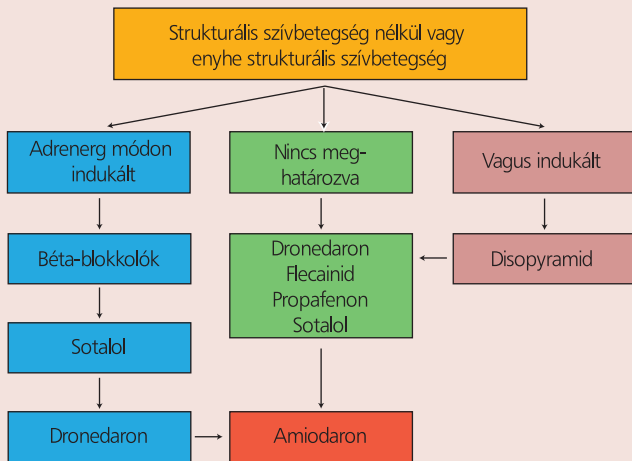 Strukturális szívbetegség nélkül vagy
enyhe strukturális szívbetegség
Adrenerg módon
indukált
Nincs meg-
határozva
Vagus indukált
Béta-blokkolók
Dronedaron
Flecainid
Propafenon
Sotalol
Disopyramid
Sotalol
Dronedaron
Amiodaron